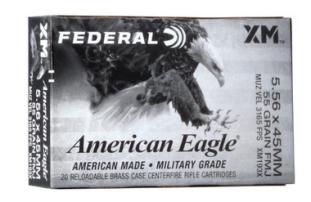 FEDERAL
XM™
American Eagle®
AMERICAN MADE • MILITARY GRADE
20 RELOADABLE BRASS CASE CENTERFIRE RIFLE CARTRIDGES
5.56 x 45MM
55 GRAIN FMJ
MUZ VEL 3165 FPS
XM193X
XM